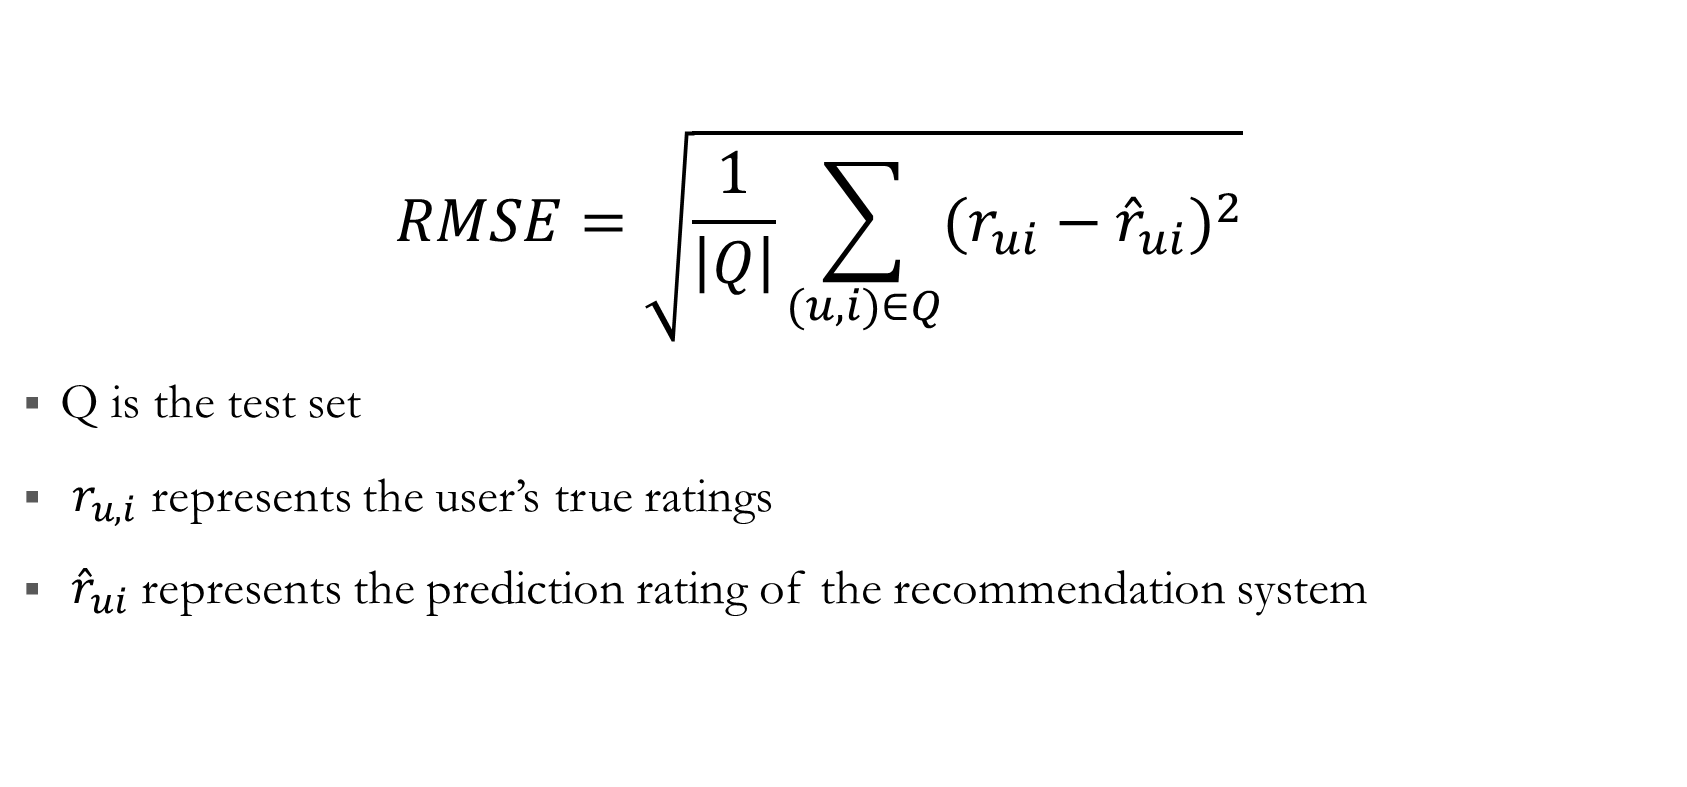 RMSE = √(1/|Q| ∑_{(u,i)∈Q} (r_{ui} − r̂_{ui})²)
▪ Q is the test set
▪ r_{u,i} represents the user’s true ratings
▪ r̂_{ui} represents the prediction rating of the recommendation system